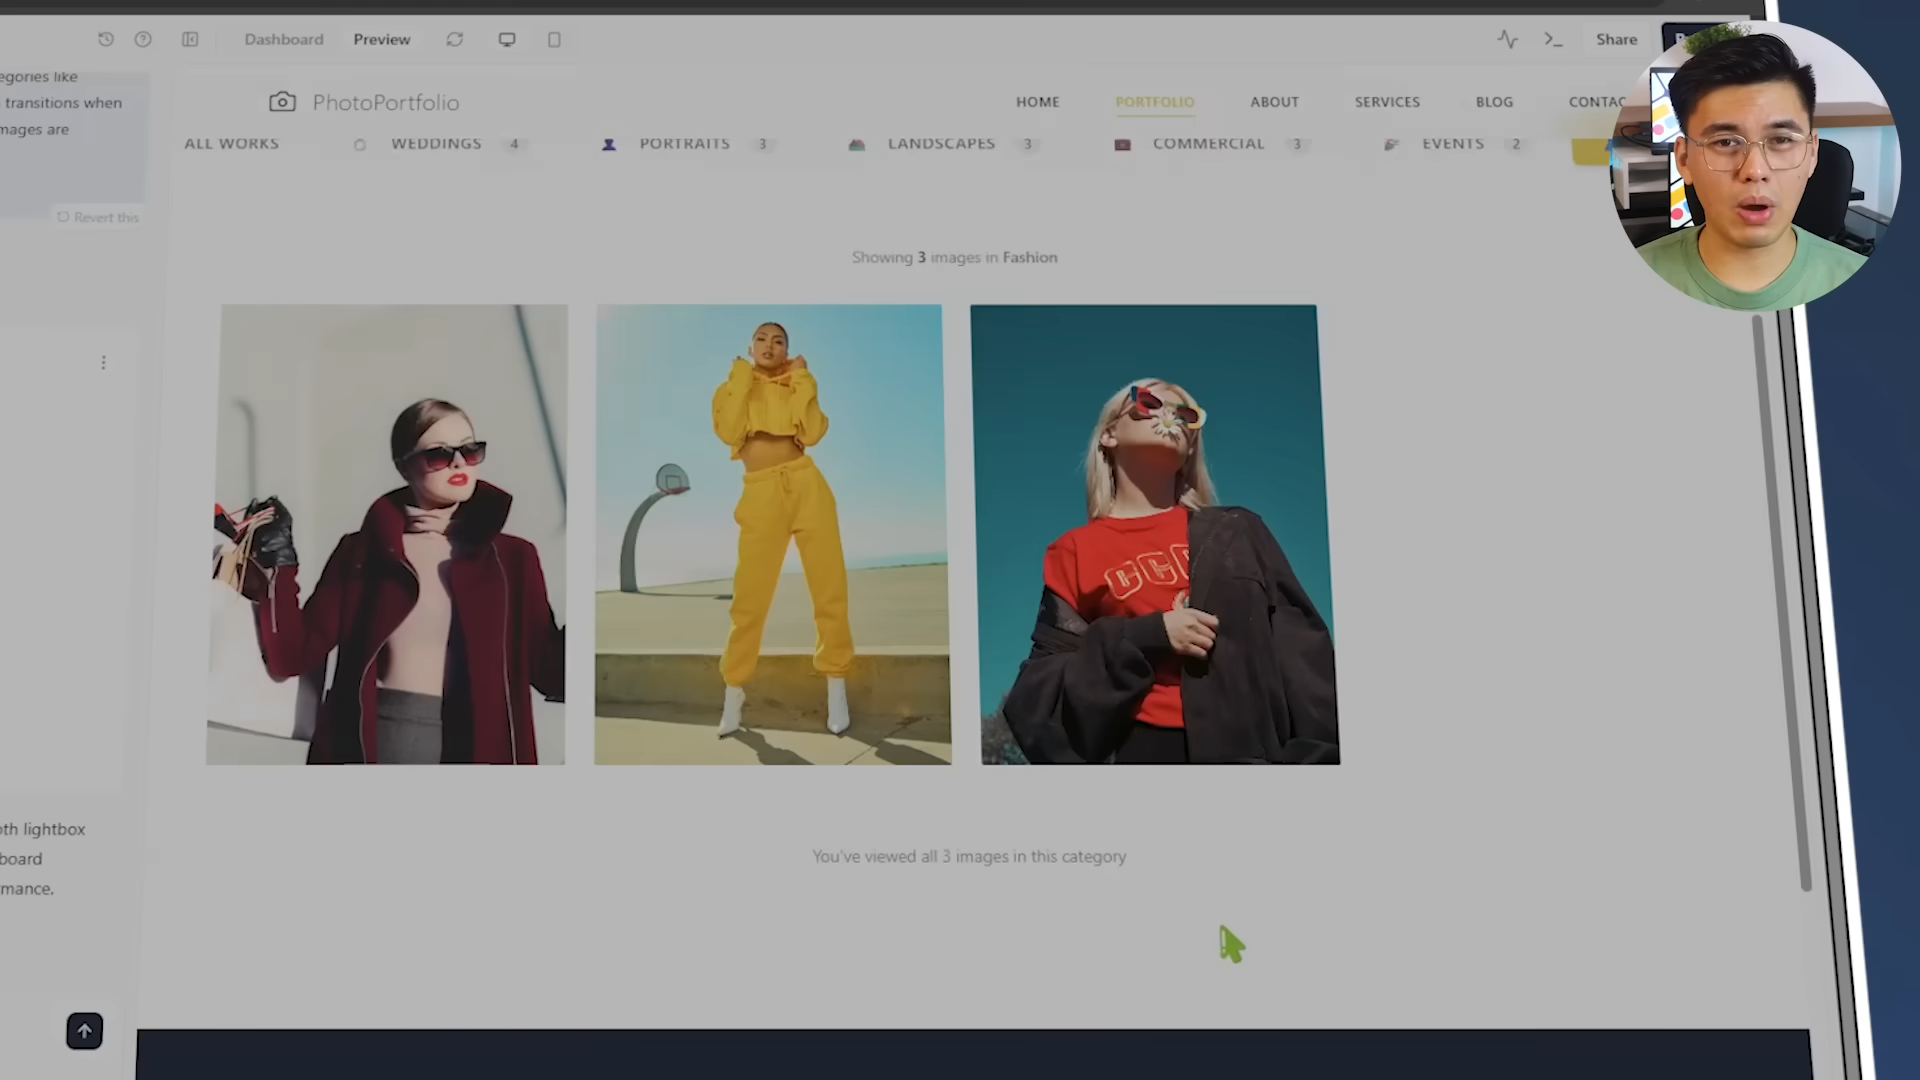 Dashboard Preview Share
egories like
transitions when
mages are
Revert this
PhotoPortfolio HOME PORTFOLIO ABOUT SERVICES BLOG CONTAC
ALL WORKS WEDDINGS 4 PORTRAITS 3 LANDSCAPES 3 COMMERCIAL 3 EVENTS 2
Showing 3 images in Fashion
oth lightbox
board
mance.
You've viewed all 3 images in this category